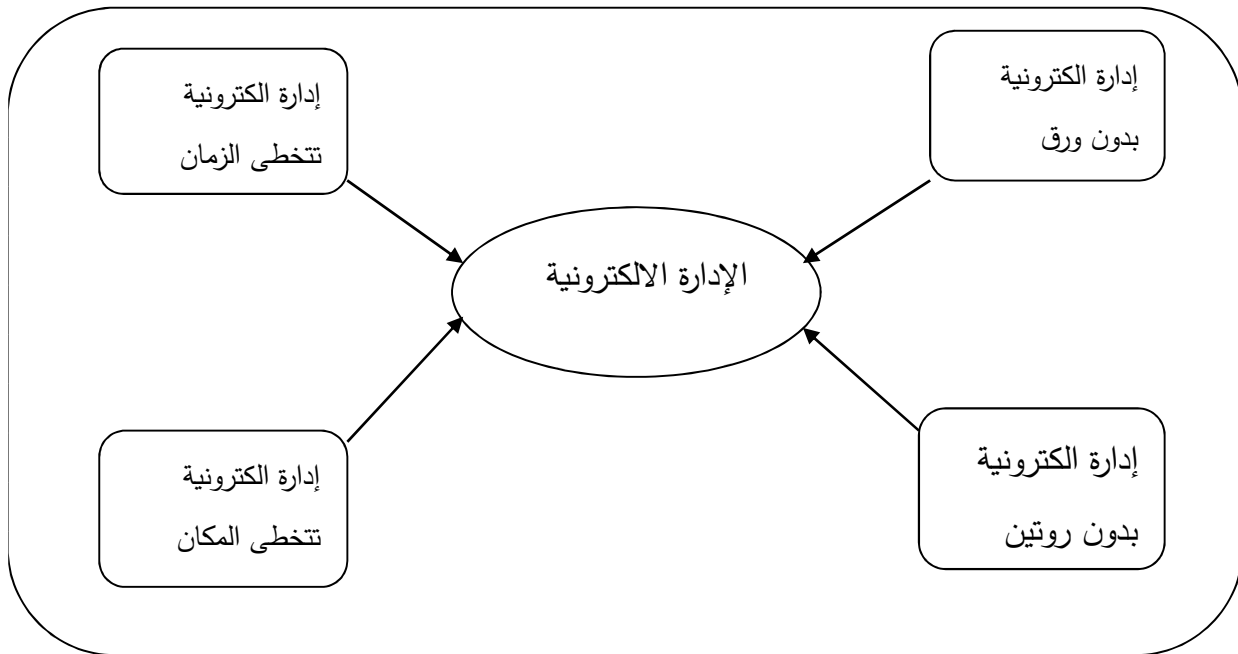 إدارة الكترونية
بدون ورق
إدارة الكترونية
تتخطى الزمان
الإدارة الالكترونية
إدارة الكترونية
بدون روتين
إدارة الكترونية
تتخطى المكان